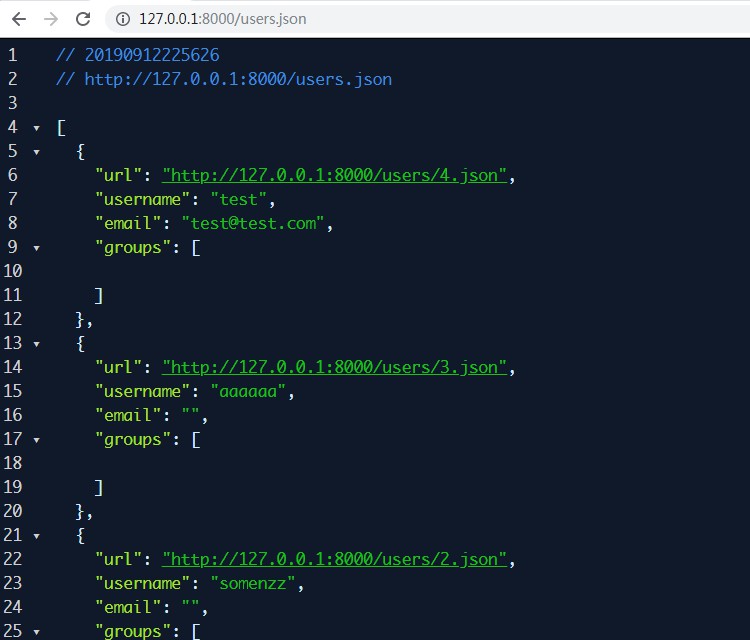 127.0.0.1:8000/users.json
1 // 20190912225626
2 // http://127.0.0.1:8000/users.json
3
4 [
5 {
6 "url": "http://127.0.0.1:8000/users/4.json",
7 "username": "test",
8 "email": "test@test.com",
9 "groups": [
10
11 ]
12 },
13 {
14 "url": "http://127.0.0.1:8000/users/3.json",
15 "username": "aaaaaa",
16 "email": "",
17 "groups": [
18
19 ]
20 },
21 {
22 "url": "http://127.0.0.1:8000/users/2.json",
23 "username": "somenzz",
24 "email": "",
25 "groups": [